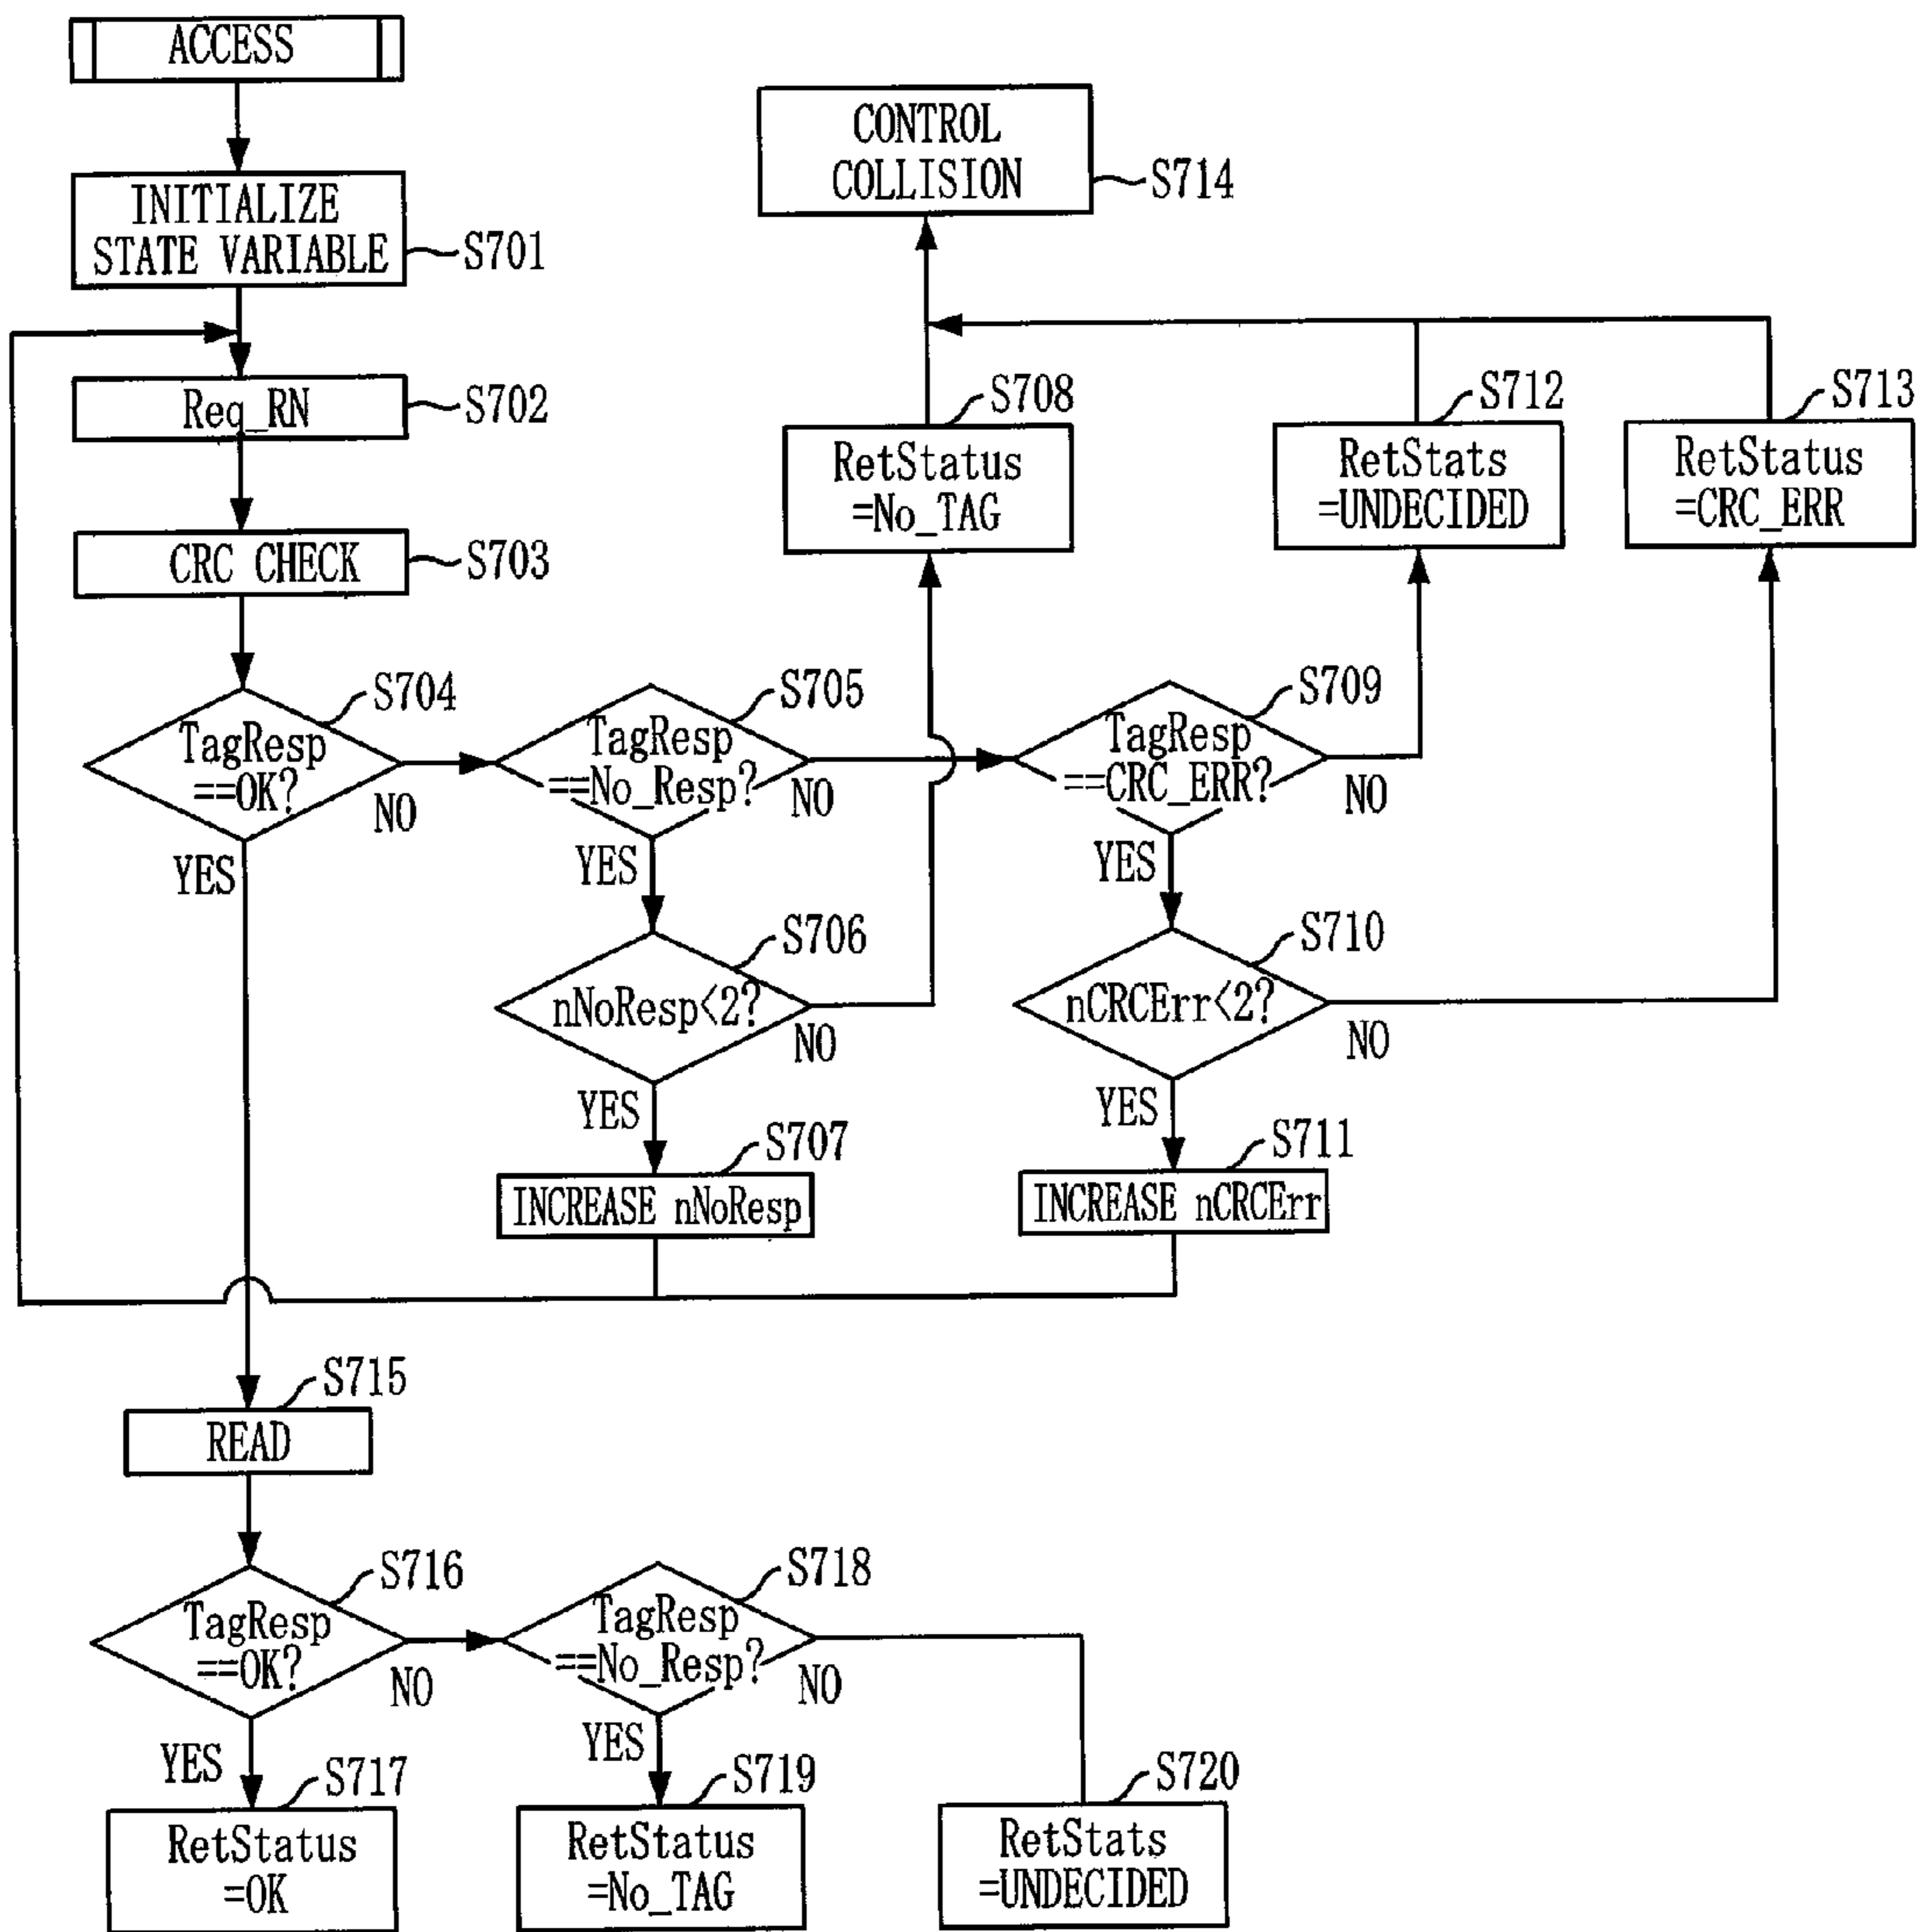 ACCESS
INITIALIZE
STATE VARIABLE
S701
Req_RN
S702
CRC CHECK
S703
CONTROL
COLLISION
S714
S708
RetStatus
=No_TAG
S712
RetStats
=UNDECIDED
S713
RetStatus
=CRC_ERR
S704
TagResp
==OK?
NO
YES
S705
TagResp
==No_Resp?
NO
YES
S709
TagResp
==CRC_ERR?
NO
YES
S706
nNoResp<2?
NO
YES
S710
nCRCErr<2?
NO
YES
S707
INCREASE nNoResp
S711
INCREASE nCRCErr
S715
READ
S716
TagResp
==OK?
NO
YES
S718
TagResp
==No_Resp?
NO
YES
S717
RetStatus
=OK
S719
RetStatus
=No_TAG
S720
RetStats
=UNDECIDED